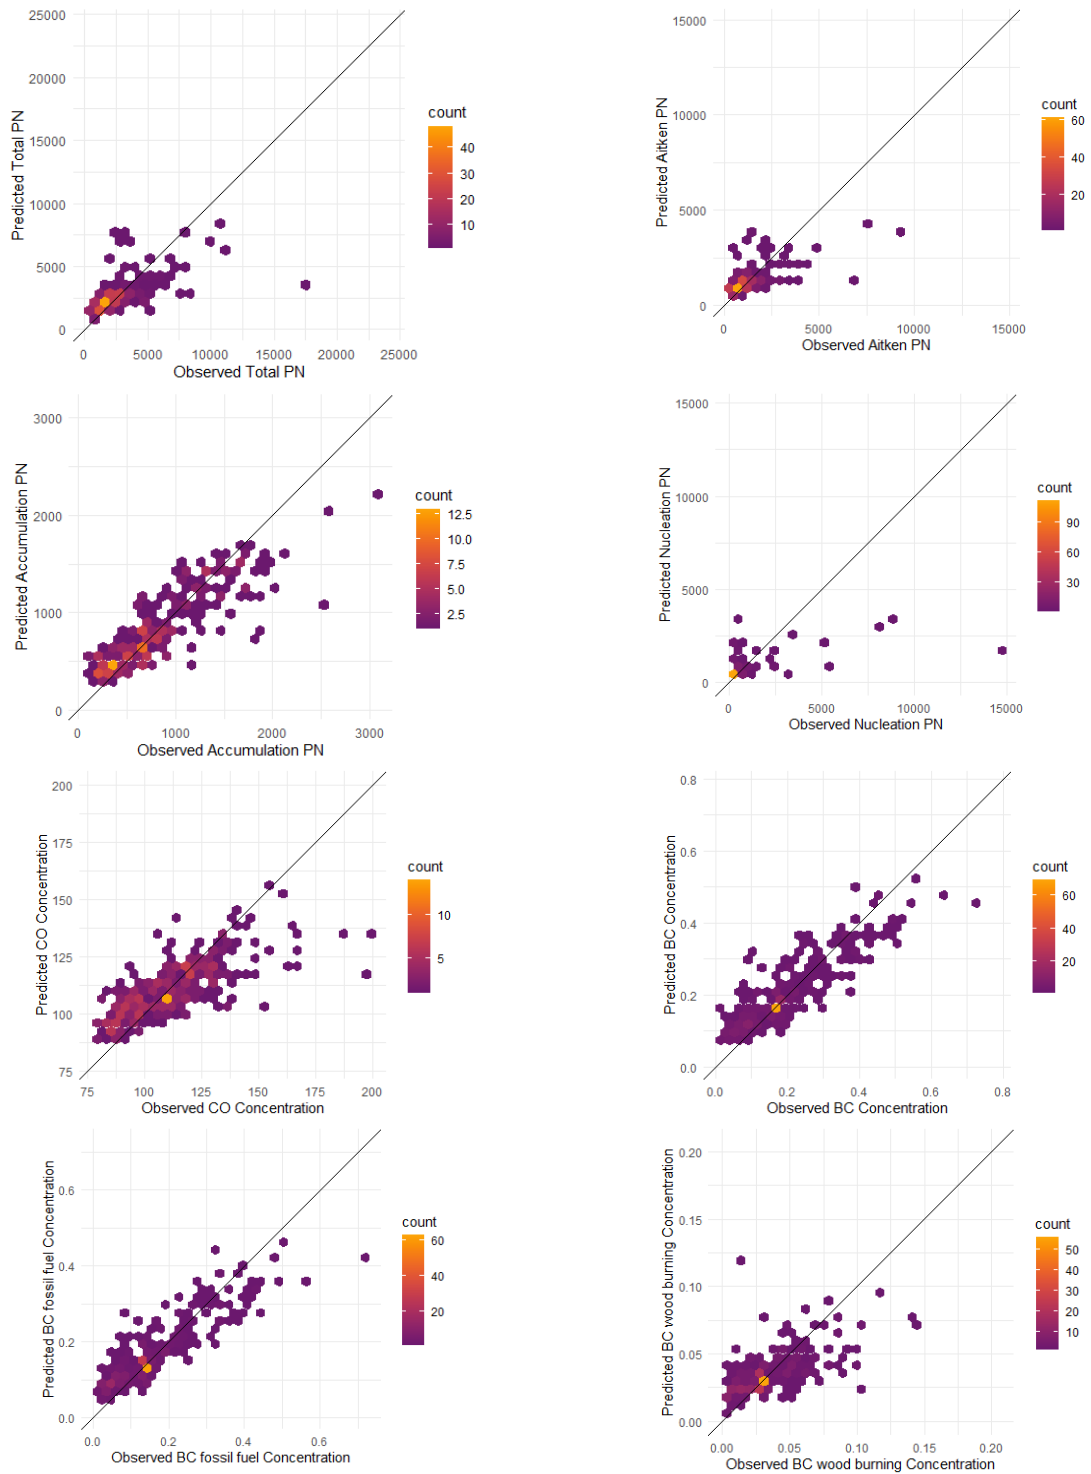 25000
20000
15000
10000
5000
0
Predicted Total PN
0 5000 10000 15000 20000 25000
Observed Total PN
count
40
30
20
10
15000
10000
5000
0
Predicted Aitken PN
0 5000 10000 15000
Observed Aitken PN
count
60
40
20
3000
2000
1000
0
Predicted Accumulation PN
0 1000 2000 3000
Observed Accumulation PN
count
12.5
10.0
7.5
5.0
2.5
15000
10000
5000
0
Predicted Nucleation PN
0 5000 10000 15000
Observed Nucleation PN
count
90
60
30
200
175
150
125
100
75
Predicted CO Concentration
75 100 125 150 175 200
Observed CO Concentration
count
10
5
0.8
0.6
0.4
0.2
0.0
Predicted BC Concentration
0.0 0.2 0.4 0.6 0.8
Observed BC Concentration
count
60
40
20
0.6
0.4
0.2
0.0
Predicted BC fossil fuel Concentration
0.0 0.2 0.4 0.6
Observed BC fossil fuel Concentration
count
60
40
20
0.20
0.15
0.10
0.05
0.00
Predicted BC wood burning Concentration
0.00 0.05 0.10 0.15 0.20
Observed BC wood burning Concentration
count
50
40
30
20
10